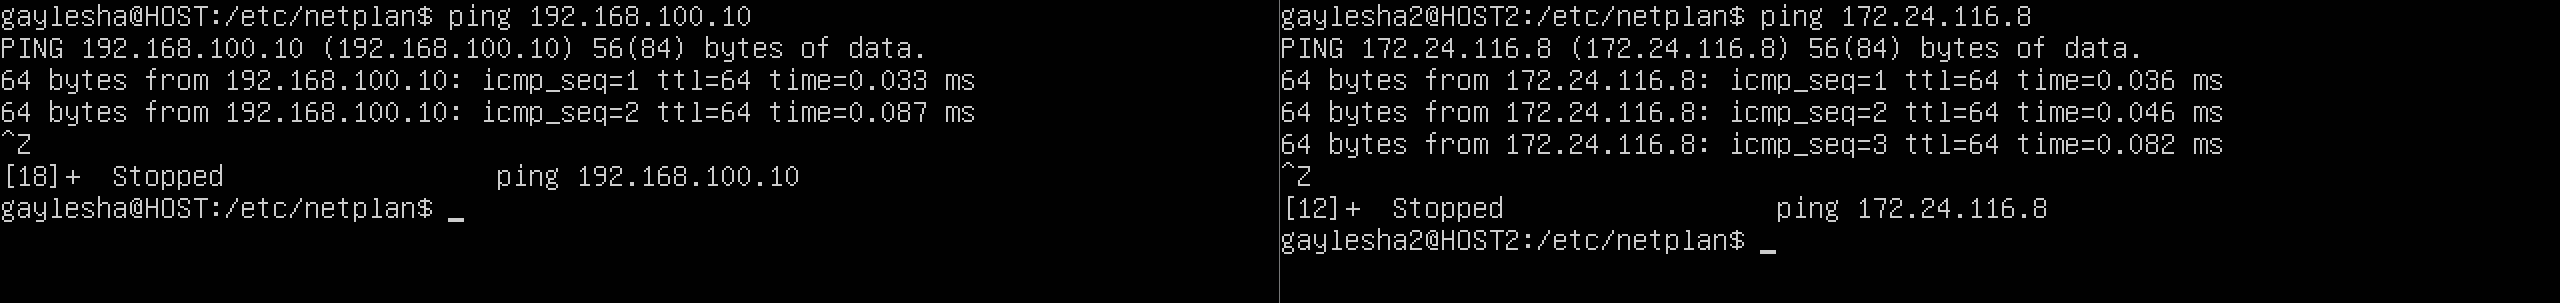 gaylesha@HOST:/etc/netplan$ ping 192.168.100.10
PING 192.168.100.10 (192.168.100.10) 56(84) bytes of data.
64 bytes from 192.168.100.10: icmp_seq=1 ttl=64 time=0.033 ms
64 bytes from 192.168.100.10: icmp_seq=2 ttl=64 time=0.087 ms
^Z
[18]+  Stopped                 ping 192.168.100.10
gaylesha@HOST:/etc/netplan$ _
gaylesha2@HOST2:/etc/netplan$ ping 172.24.116.8
PING 172.24.116.8 (172.24.116.8) 56(84) bytes of data.
64 bytes from 172.24.116.8: icmp_seq=1 ttl=64 time=0.036 ms
64 bytes from 172.24.116.8: icmp_seq=2 ttl=64 time=0.046 ms
64 bytes from 172.24.116.8: icmp_seq=3 ttl=64 time=0.082 ms
^Z
[12]+  Stopped                 ping 172.24.116.8
gaylesha2@HOST2:/etc/netplan$ _